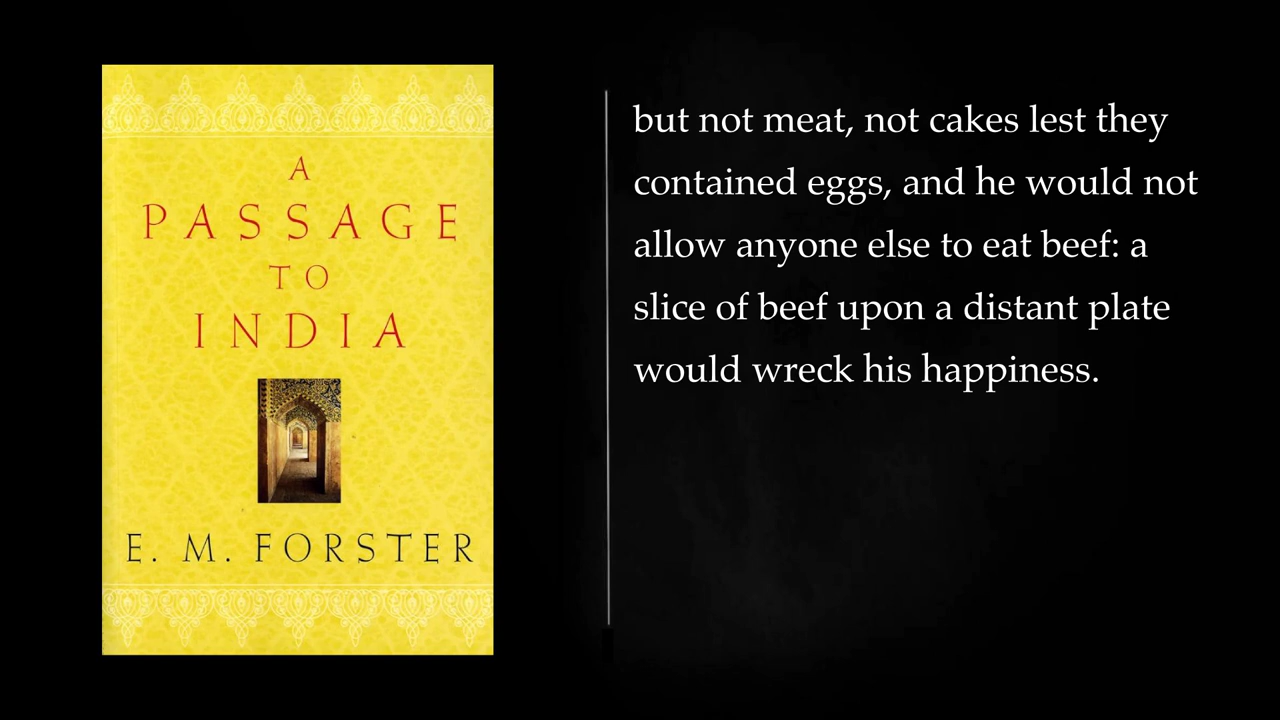 A
PASSAGE
TO
INDIA
E. M. FORSTER
but not meat, not cakes lest they
contained eggs, and he would not
allow anyone else to eat beef: a
slice of beef upon a distant plate
would wreck his happiness.